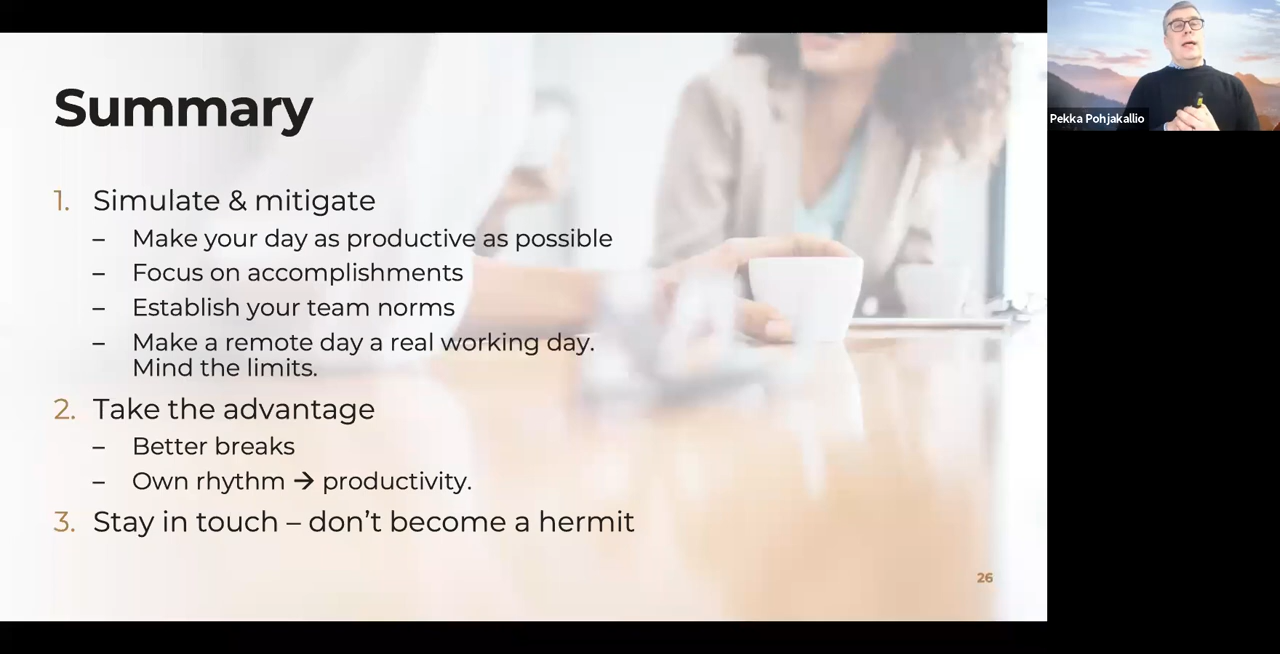 Summary
1. Simulate & mitigate
– Make your day as productive as possible
– Focus on accomplishments
– Establish your team norms
– Make a remote day a real working day.
Mind the limits.
2. Take the advantage
– Better breaks
– Own rhythm → productivity.
3. Stay in touch – don’t become a hermit
26
Pekka Pohjakallio